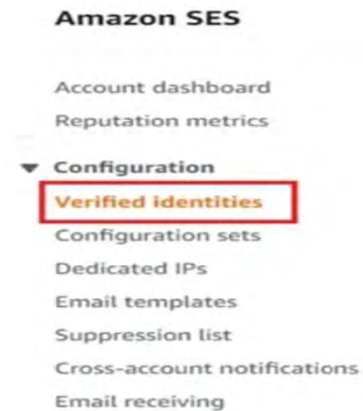 Amazon SES
Account dashboard
Reputation metrics
Configuration
Verified identities
Configuration sets
Dedicated IPs
Email templates
Suppression list
Cross-account notifications
Email receiving